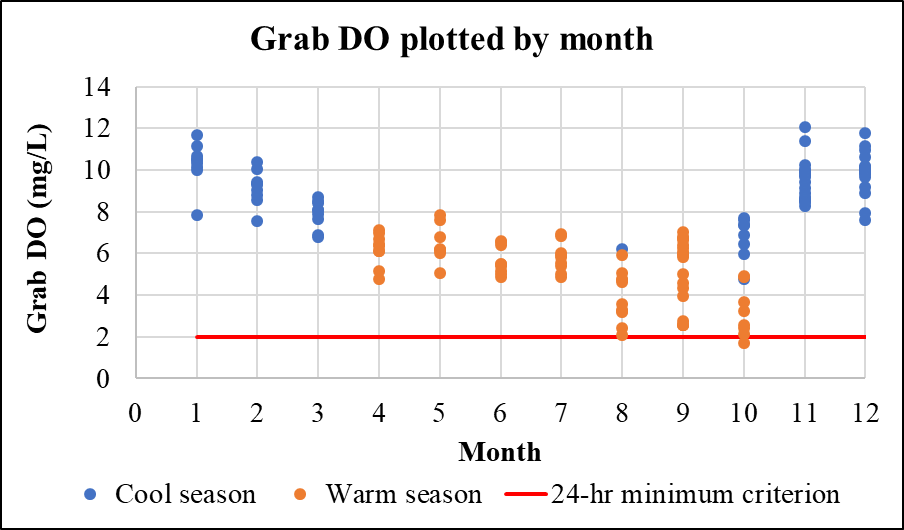 Grab DO plotted by month
Grab DO (mg/L)
14
12
10
8
6
4
2
0
0 1 2 3 4 5 6 7 8 9 10 11 12
Month
Cool season Warm season 24-hr minimum criterion